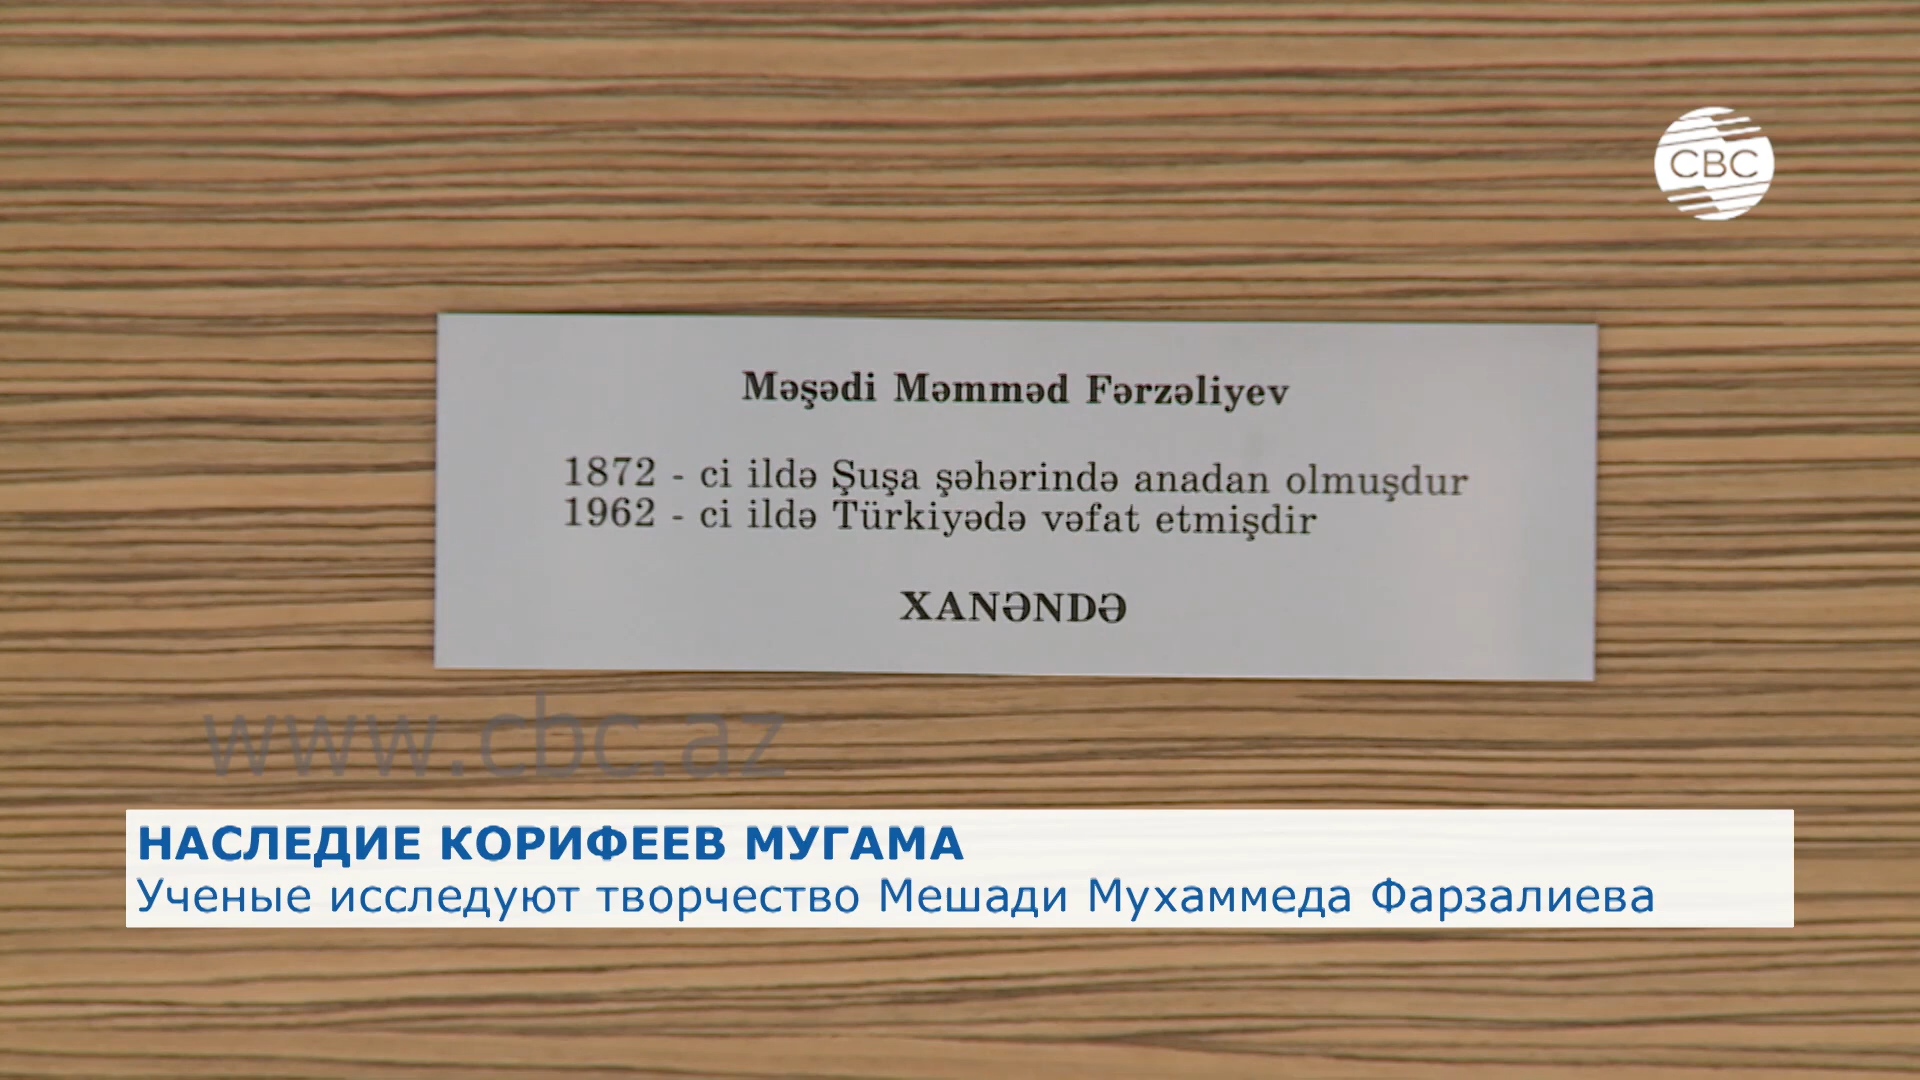 CBC
Məşədi Məmməd Fərzəliyev
1872 - ci ildə Şuşa şəhərində anadan olmuşdur
1962 - ci ildə Türkiyədə vəfat etmişdir
XANƏNDƏ
www.cbc.az
НАСЛЕДИЕ КОРИФЕЕВ МУГАМА
Ученые исследуют творчество Мешади Мухаммеда Фарзалиева